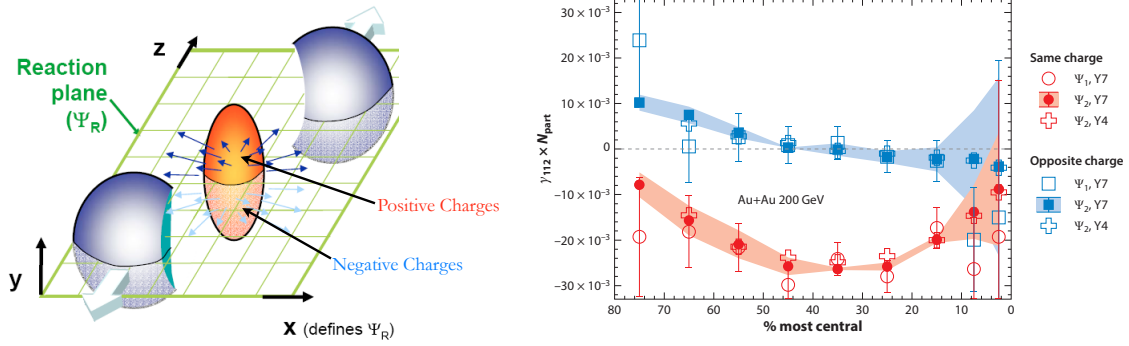 z
Reaction
plane
(Ψ_R)
Positive Charges
Negative Charges
y
x (defines Ψ_R)
γ₁₁₂ × N_part
30 × 10⁻³
20 × 10⁻³
10 × 10⁻³
0
−10 × 10⁻³
−20 × 10⁻³
−30 × 10⁻³
Au+Au 200 GeV
80 70 60 50 40 30 20 10 0
% most central
Same charge
Ψ₁, Y7
Ψ₂, Y7
Ψ₂, Y4
Opposite charge
Ψ₁, Y7
Ψ₂, Y7
Ψ₂, Y4